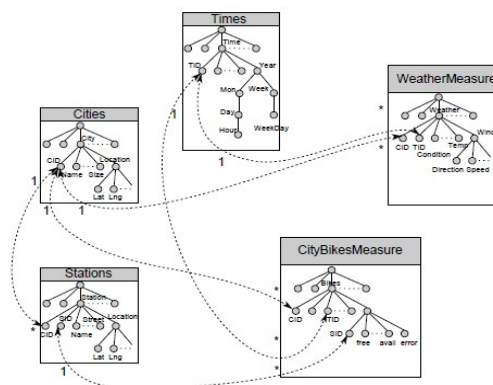 Times
Time
TID
Year
Mon
Week
Day
Hour
WeekDay
1
1
WeatherMeasure
Weather
*
*
CID
TID
Condition
Temp
Wind
Direction
Speed
Cities
City
CID
Name
Size
Location
Lat
Lng
1
1
1
Stations
Station
SID
Street
Location
*
CID
Name
Lat
Lng
1
CityBikesMeasure
Bikes
*
CID
TID
*
SID
free
avail
error
*